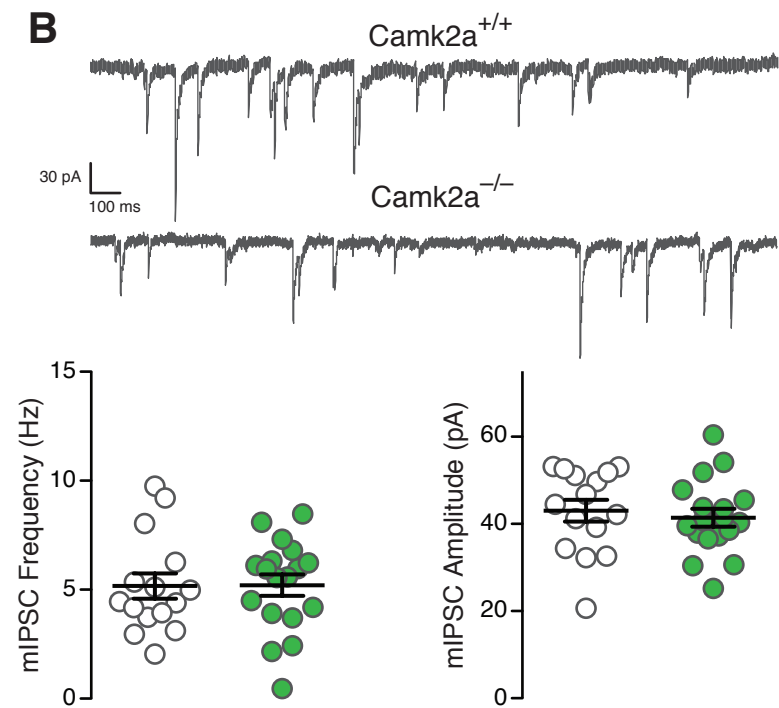 B
Camk2a+/+
30 pA
100 ms
Camk2a–/–
15
10
5
0
mIPSC Frequency (Hz)
60
40
20
0
mIPSC Amplitude (pA)